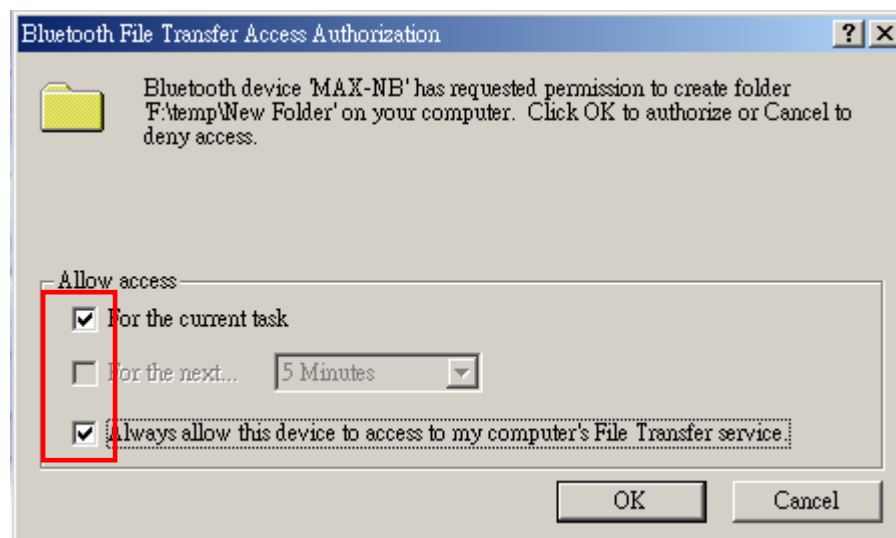 Bluetooth File Transfer Access Authorization
Bluetooth device 'MAX-NB' has requested permission to create folder
'F:\temp\New Folder' on your computer.  Click OK to authorize or Cancel to
deny access.
Allow access
For the current task
For the next... 5 Minutes
Always allow this device to access to my computer's File Transfer service.
OK Cancel